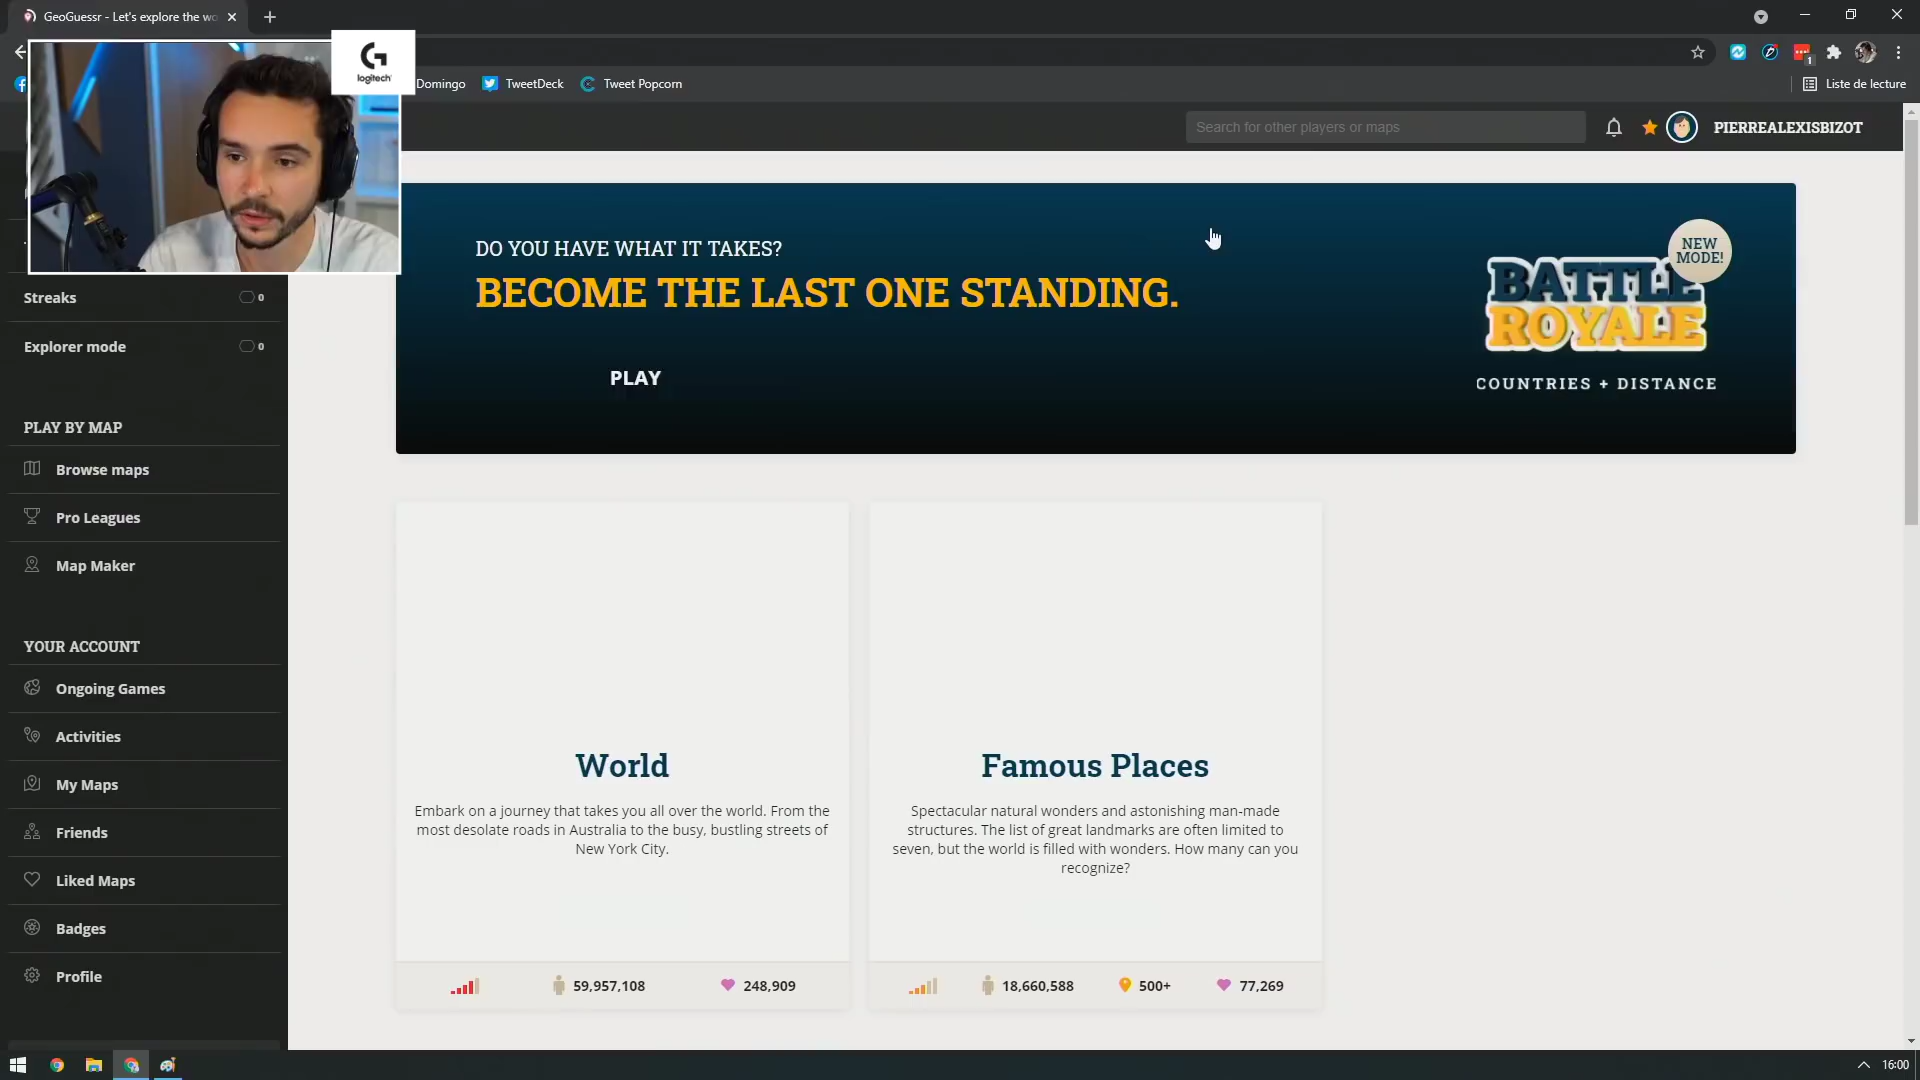 GeoGuessr - Let's explore the wo
logitech
Domingo
TweetDeck
Tweet Popcorn
1
Liste de lecture
Search for other players or maps
PIERREALEXISBIZOT
DO YOU HAVE WHAT IT TAKES?
BECOME THE LAST ONE STANDING.
PLAY
NEW
MODE!
BATTLE
ROYALE
COUNTRIES + DISTANCE
Streaks
0
Explorer mode
0
PLAY BY MAP
Browse maps
Pro Leagues
Map Maker
YOUR ACCOUNT
Ongoing Games
Activities
My Maps
Friends
Liked Maps
Badges
Profile
World
Embark on a journey that takes you all over the world. From the
most desolate roads in Australia to the busy, bustling streets of
New York City.
59,957,108
248,909
Famous Places
Spectacular natural wonders and astonishing man-made
structures. The list of great landmarks are often limited to
seven, but the world is filled with wonders. How many can you
recognize?
18,660,588
500+
77,269
16:00